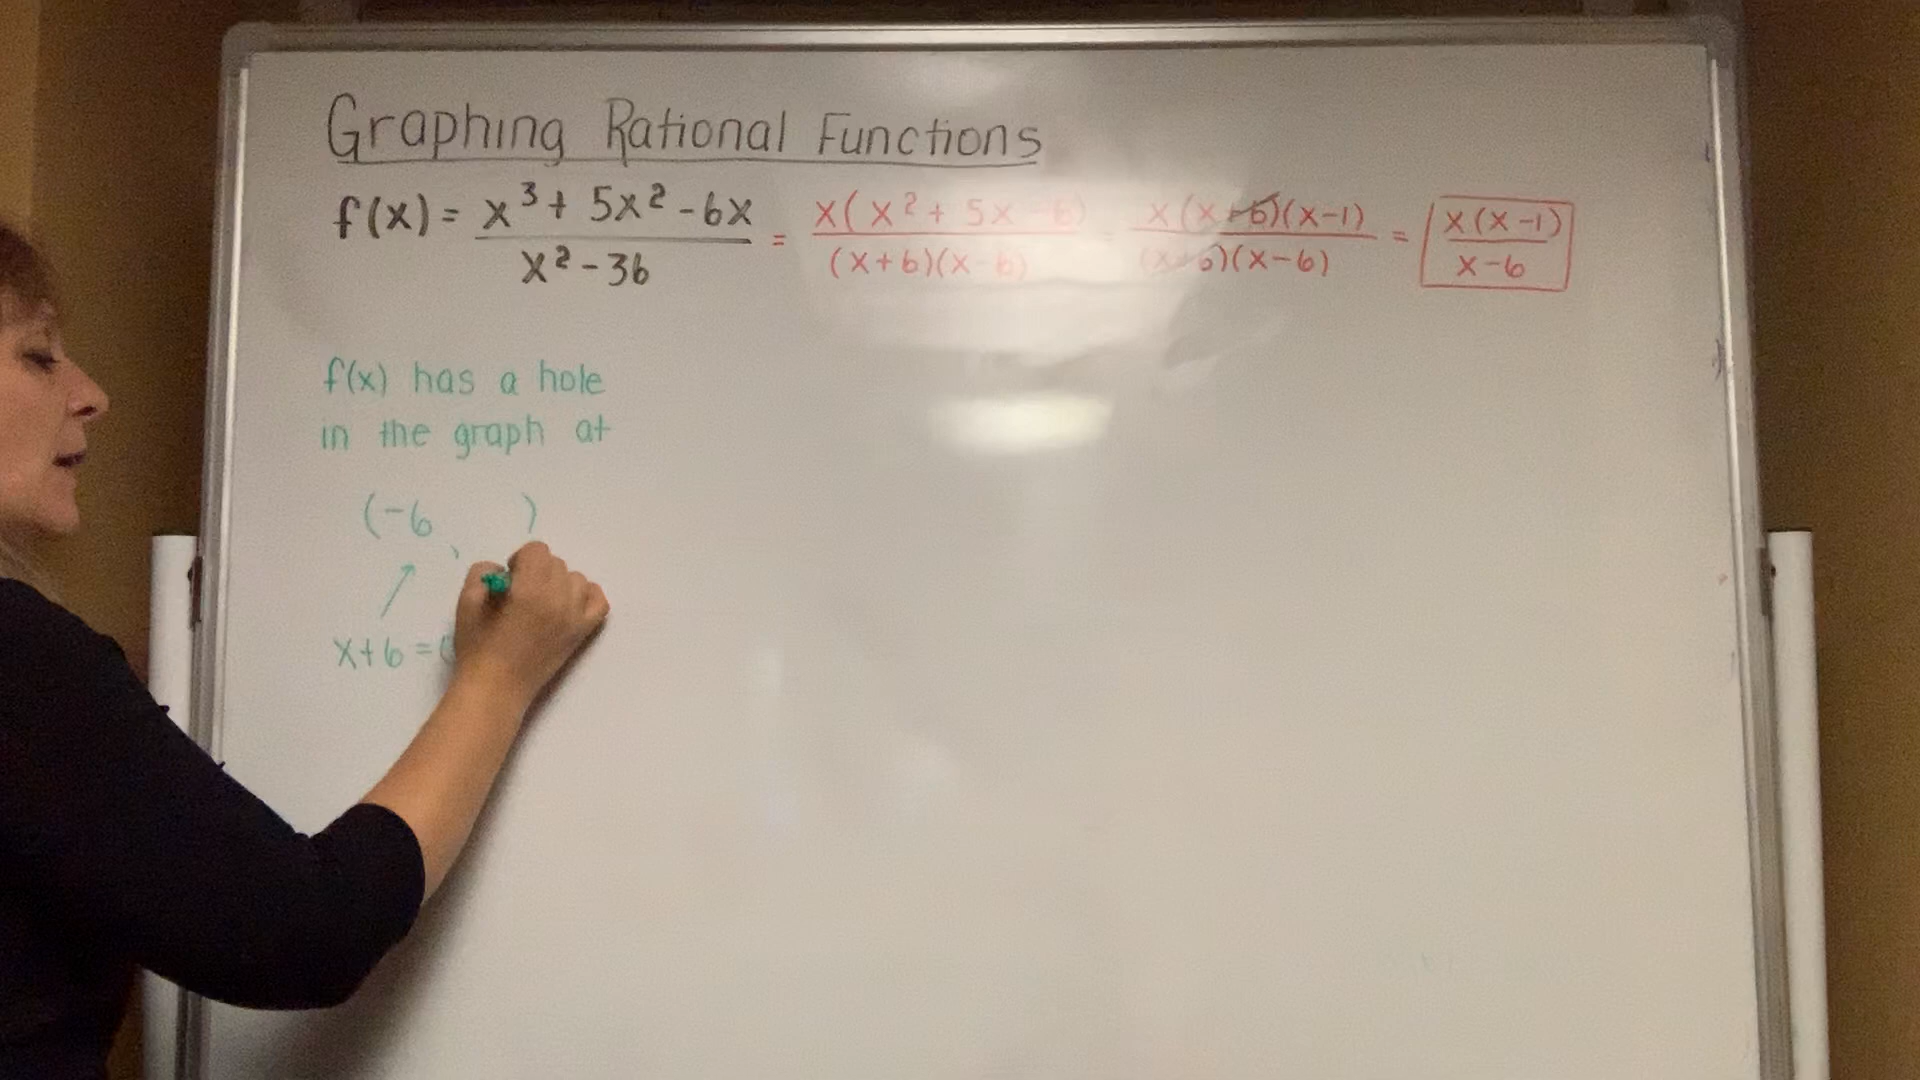 Graphing Rational Functions
f(x) = x³ + 5x² - 6x / x² - 36 = x(x² + 5x - 6) / (x+6)(x-6) = x(x+6)(x-1) / (x+6)(x-6) = x(x-1) / x-6
f(x) has a hole
in the graph at
(-6, )
x+6 =